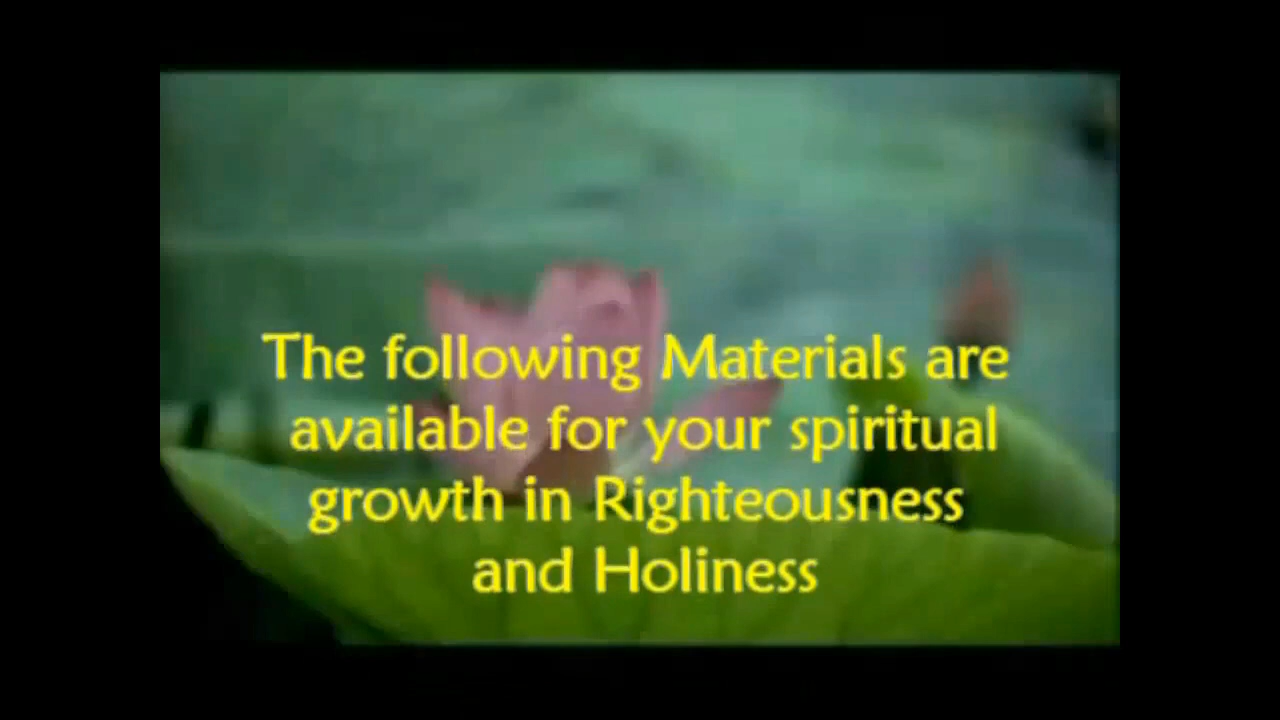 The following Materials are
available for your spiritual
growth in Righteousness
and Holiness